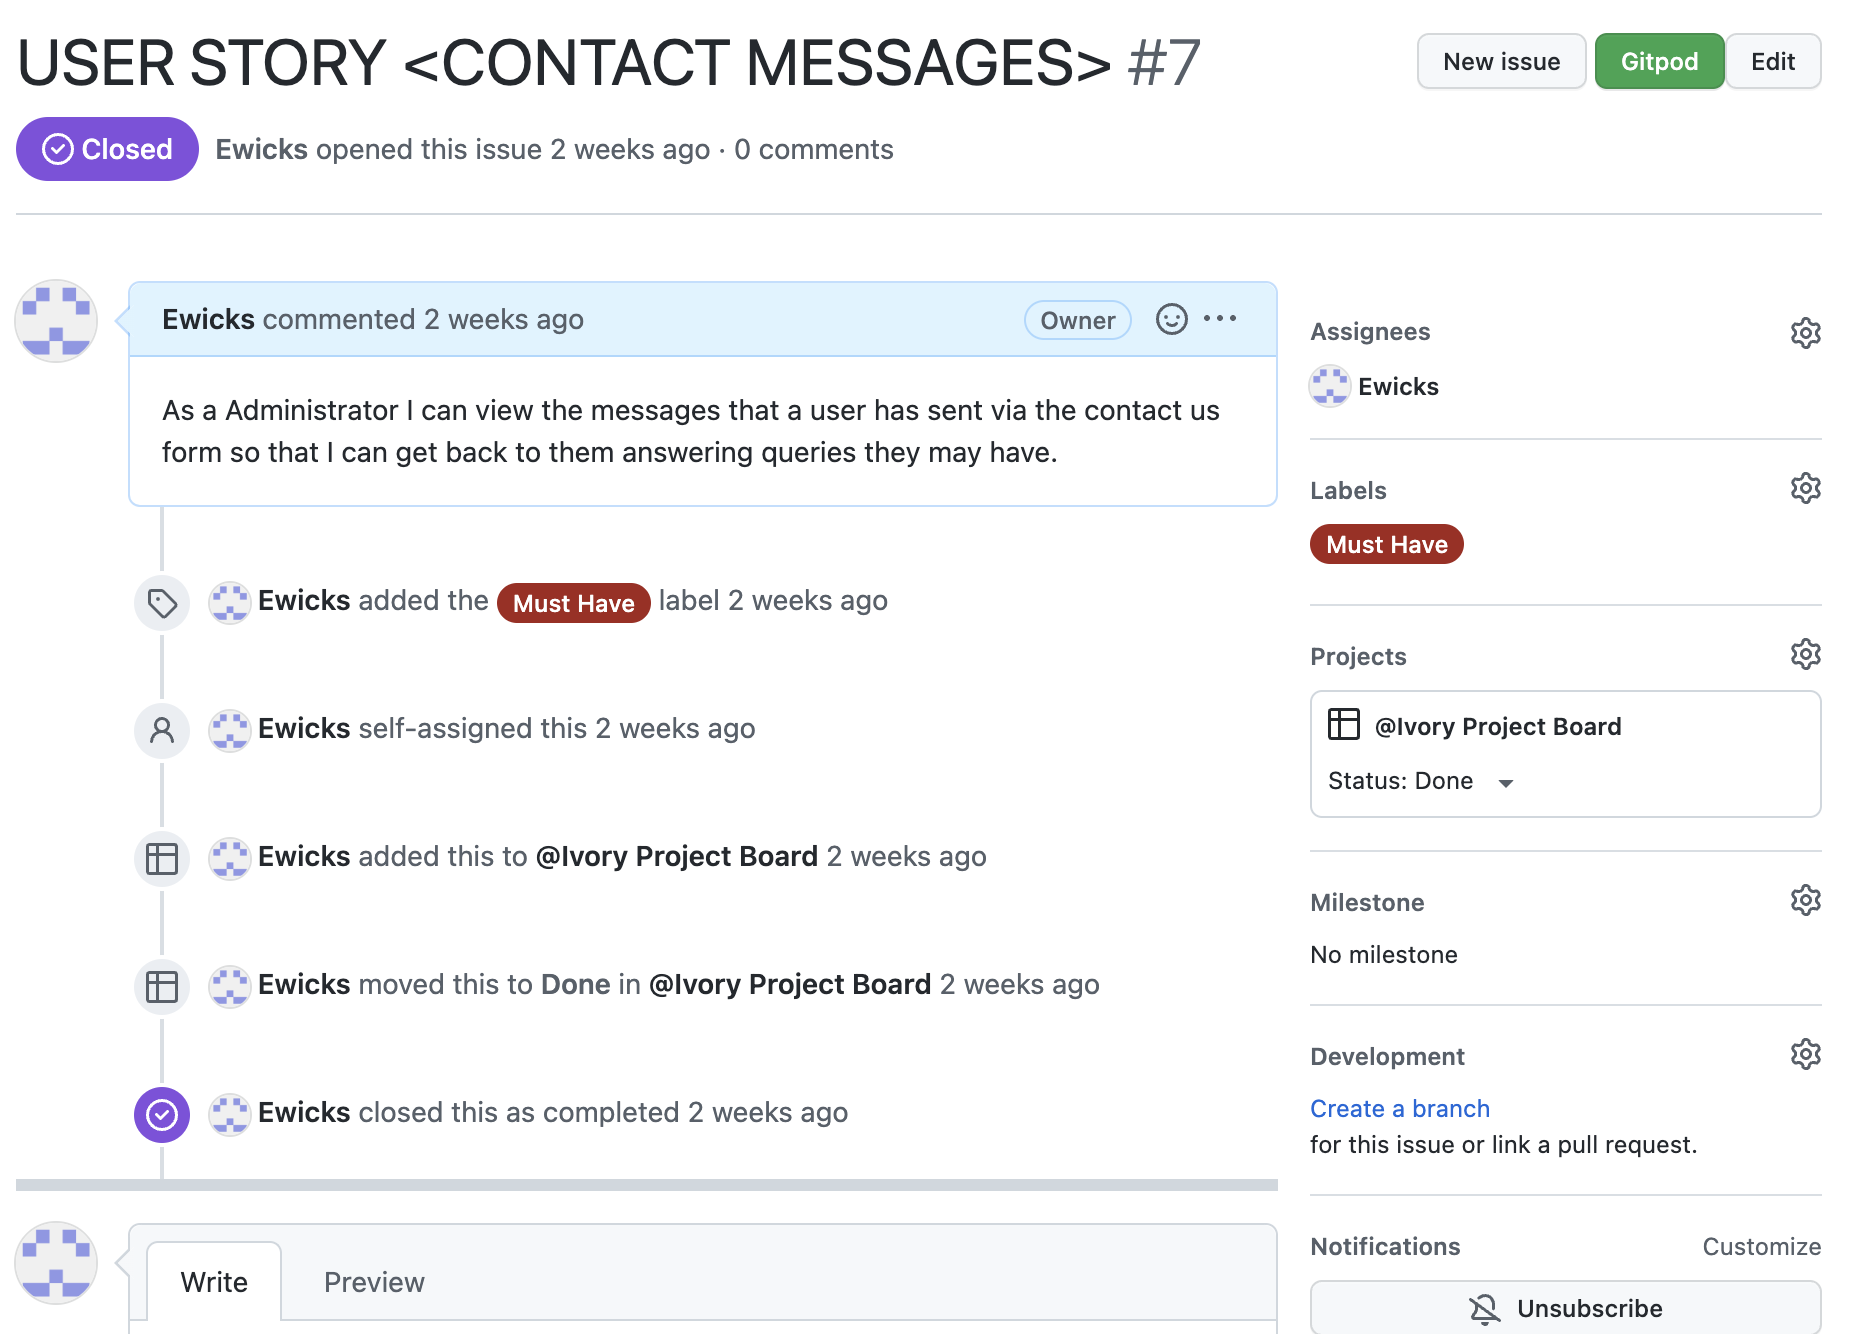 USER STORY <CONTACT MESSAGES> #7
New issue
Gitpod
Edit
Closed
Ewicks opened this issue 2 weeks ago · 0 comments
Ewicks commented 2 weeks ago
Owner
As a Administrator I can view the messages that a user has sent via the contact us
form so that I can get back to them answering queries they may have.
Ewicks added the Must Have label 2 weeks ago
Ewicks self-assigned this 2 weeks ago
Ewicks added this to @Ivory Project Board 2 weeks ago
Ewicks moved this to Done in @Ivory Project Board 2 weeks ago
Ewicks closed this as completed 2 weeks ago
Write
Preview
Assignees
Ewicks
Labels
Must Have
Projects
@Ivory Project Board
Status: Done
Milestone
No milestone
Development
Create a branch
for this issue or link a pull request.
Notifications
Customize
Unsubscribe